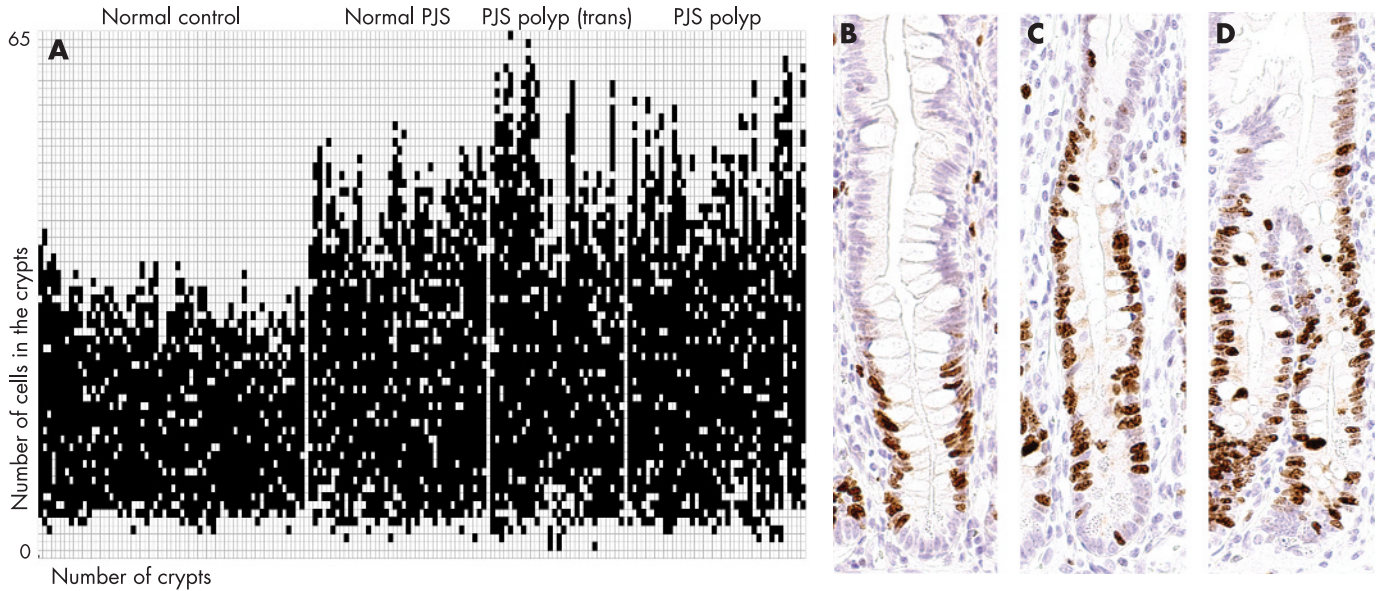 Normal control
Normal PJS
PJS polyp (trans)
PJS polyp
65
A
B
C
D
Number of cells in the crypts
0
Number of crypts